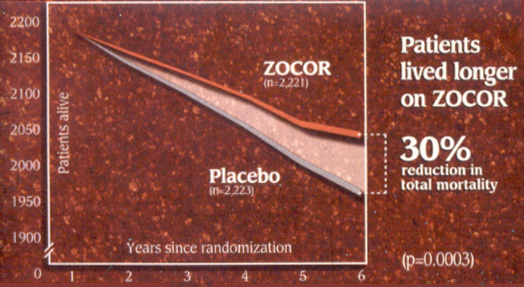 2200
2150
2100
2050
2000
1950
1900
0
Patients alive
ZOCOR
(n=2,221)
Placebo
(n=2,223)
Years since randomization
1 2 3 4 5 6
Patients
lived longer
on ZOCOR
30%
reduction in
total mortality
(p=0.0003)